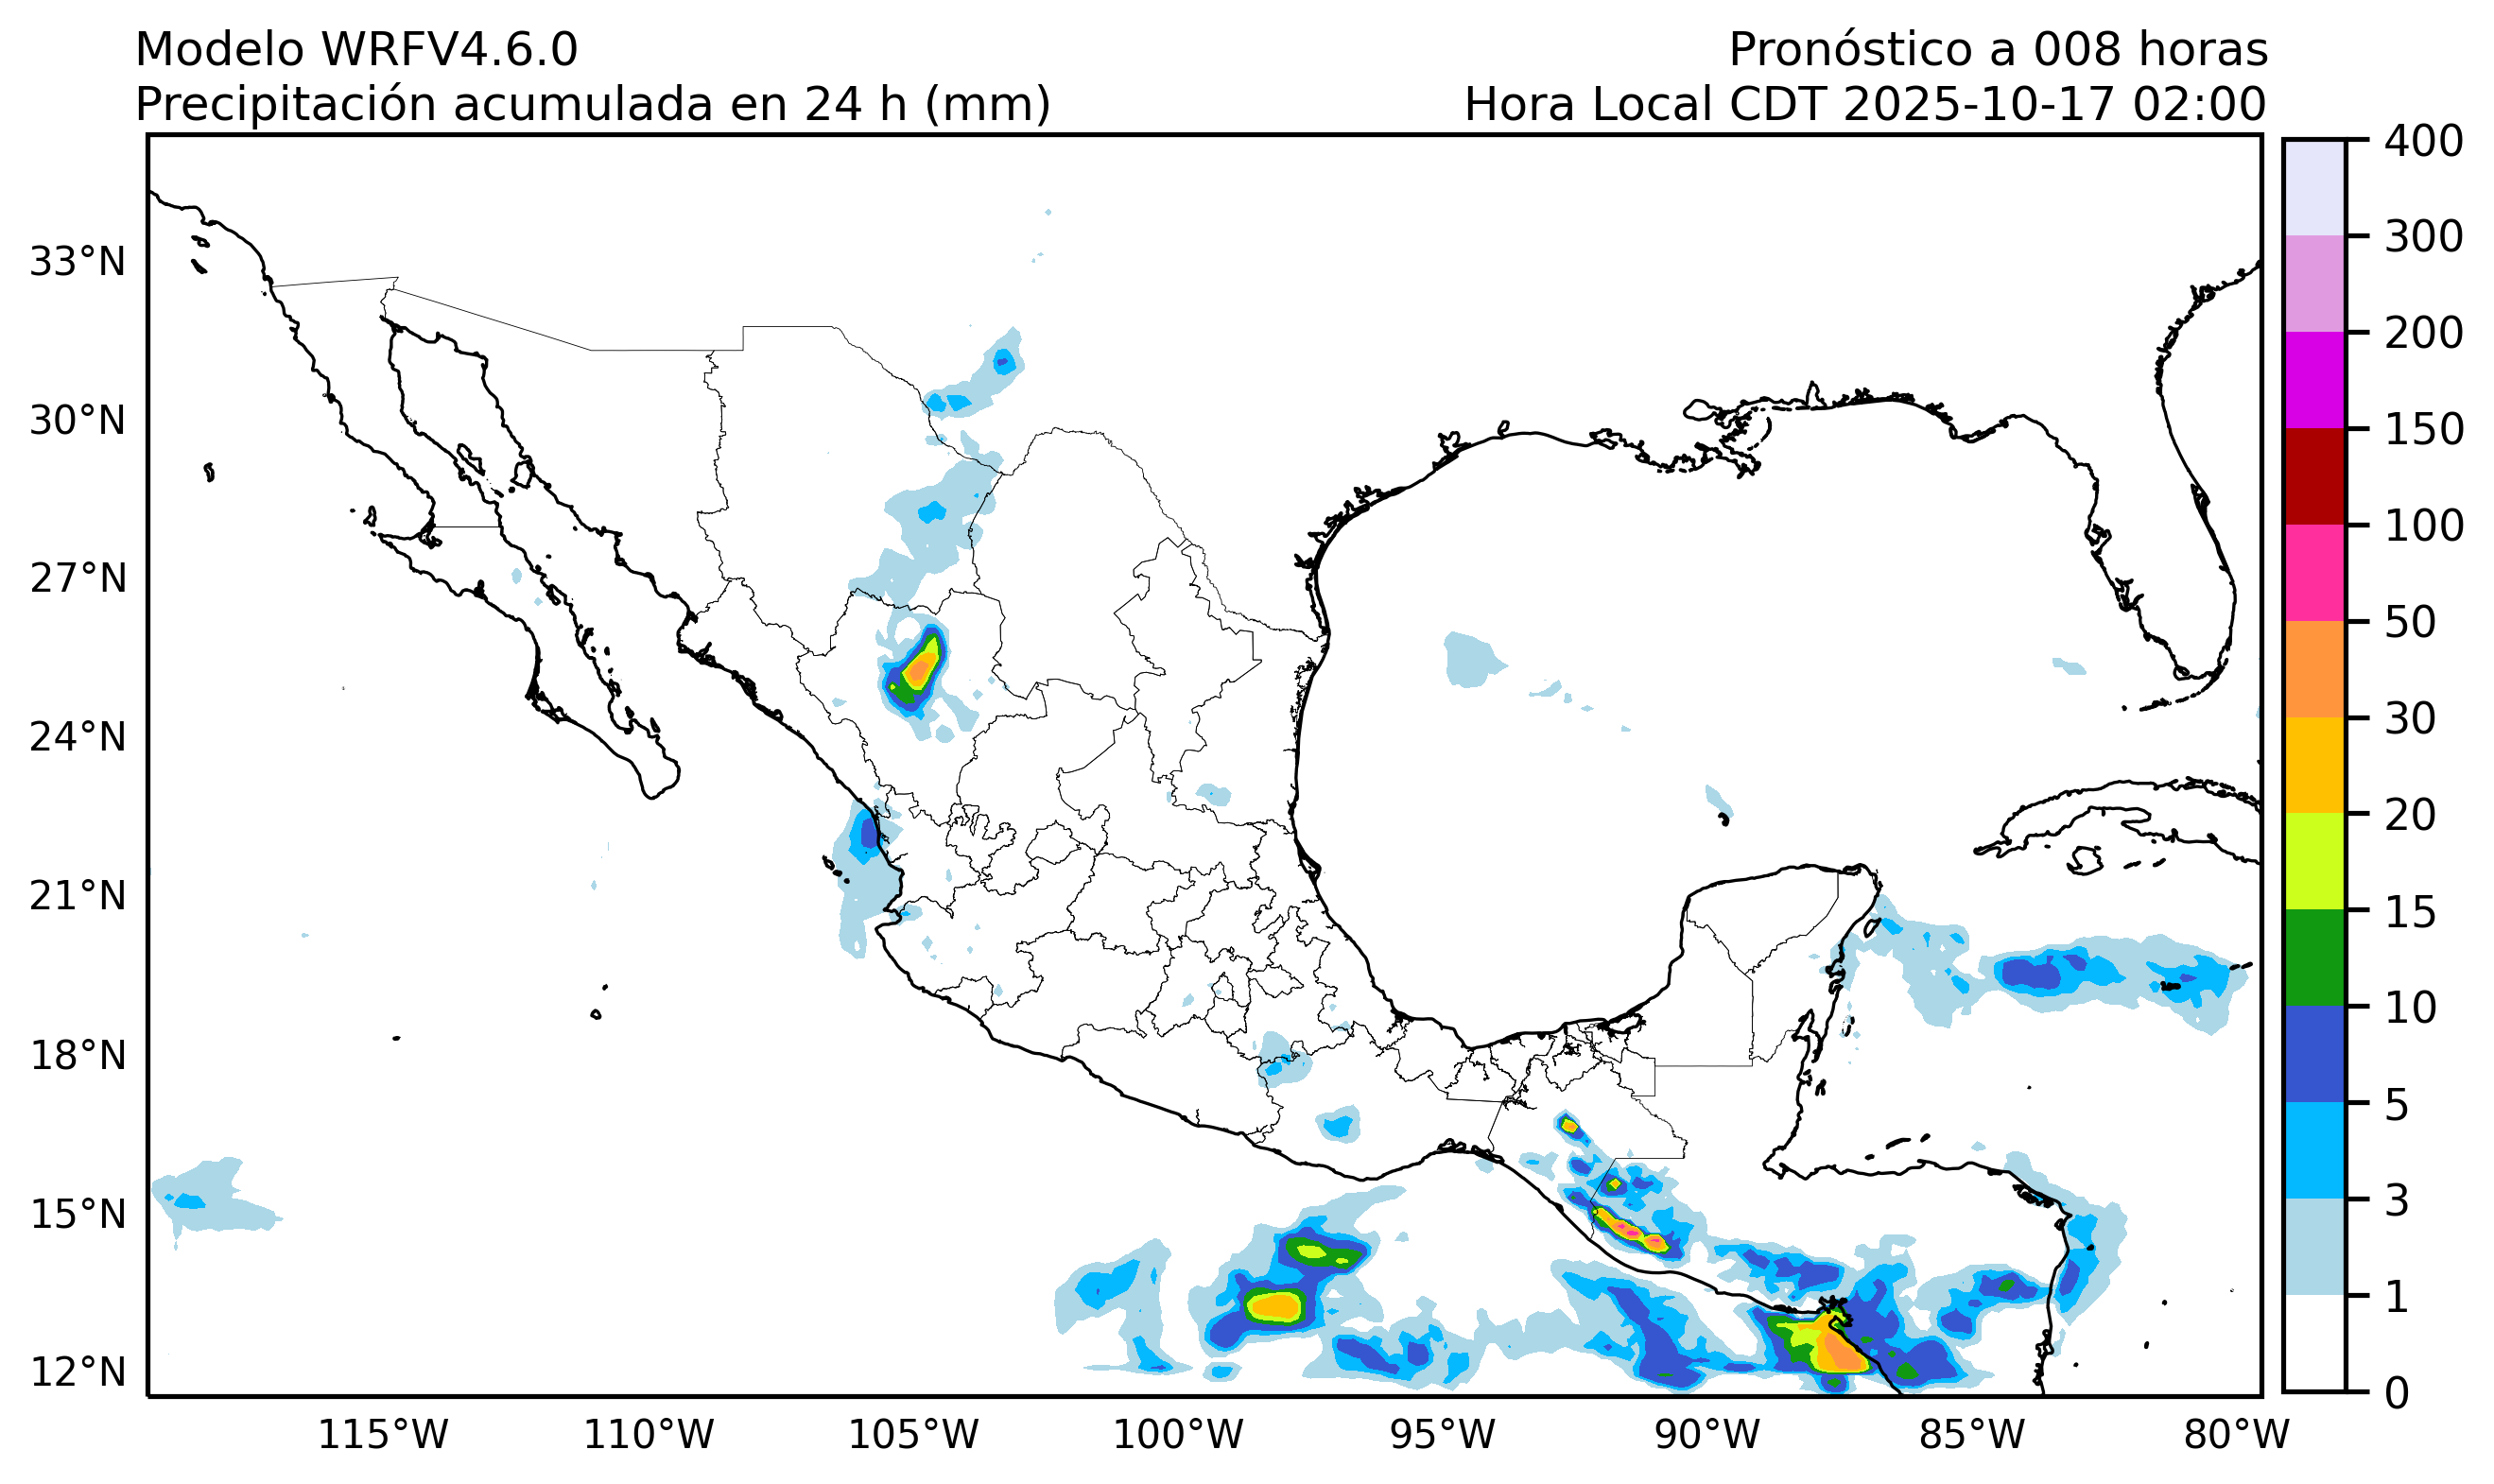 Modelo WRFV4.6.0
Pronóstico a 008 horas
Precipitación acumulada en 24 h (mm)
Hora Local CDT 2025-10-17 02:00
33°N
30°N
27°N
24°N
21°N
18°N
15°N
12°N
115°W
110°W
105°W
100°W
95°W
90°W
85°W
80°W
400
300
200
150
100
50
30
20
15
10
5
3
1
0